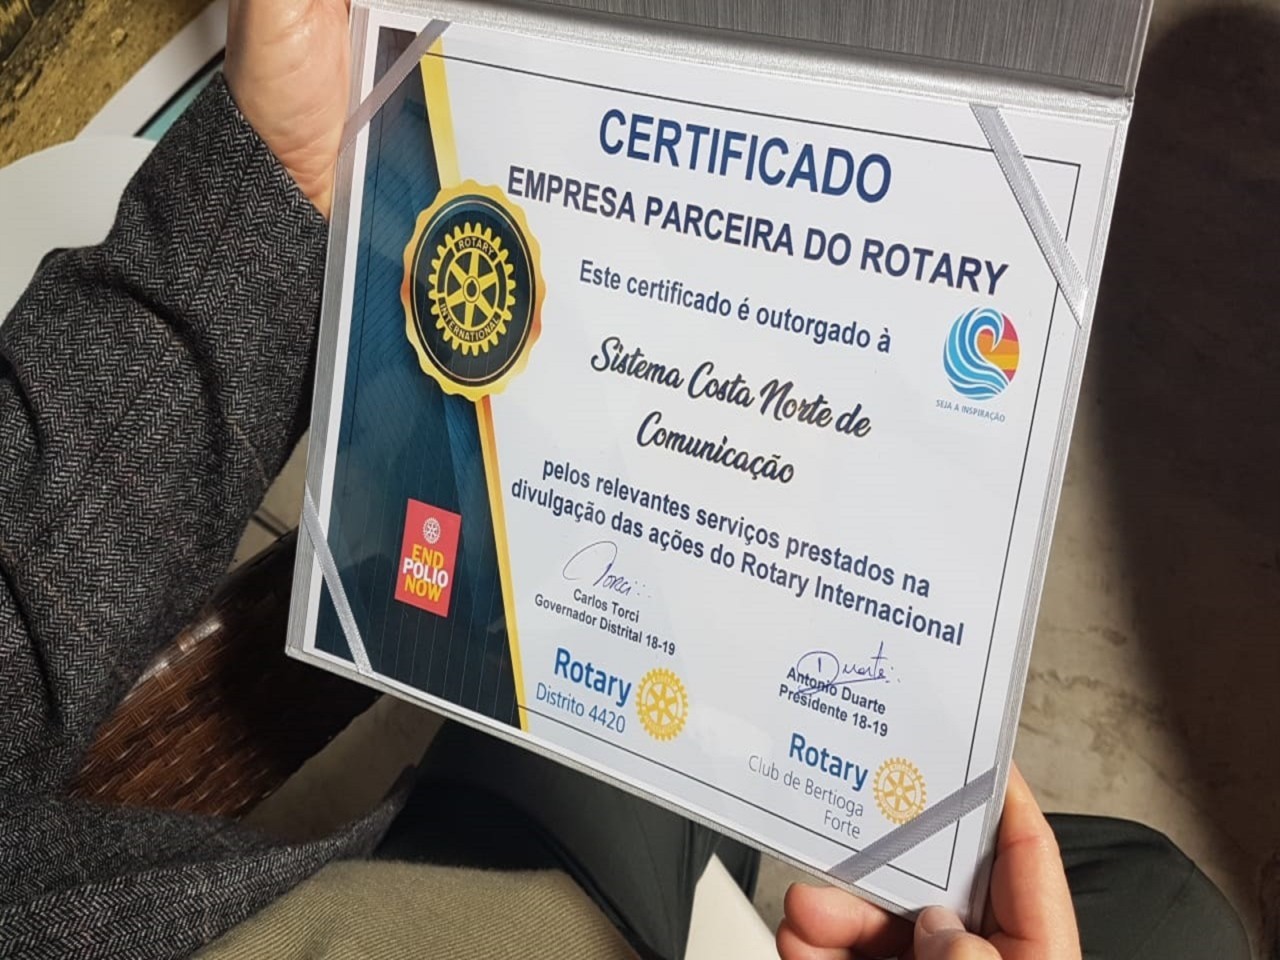 CERTIFICADO
EMPRESA PARCEIRA DO ROTARY
Este certificado é outorgado à
Sistema Costa Norte de
Comunicação
pelos relevantes serviços prestados na
divulgação das ações do Rotary Internacional
ROTARY
INTERNATIONAL
SEJA A INSPIRAÇÃO
END
POLIO
NOW
Torci
Carlos Torci
Governador Distrital 18-19
Rotary
Distrito 4420
Duarte
Antonio Duarte
Presidente 18-19
Rotary
Club de Bertioga
Forte